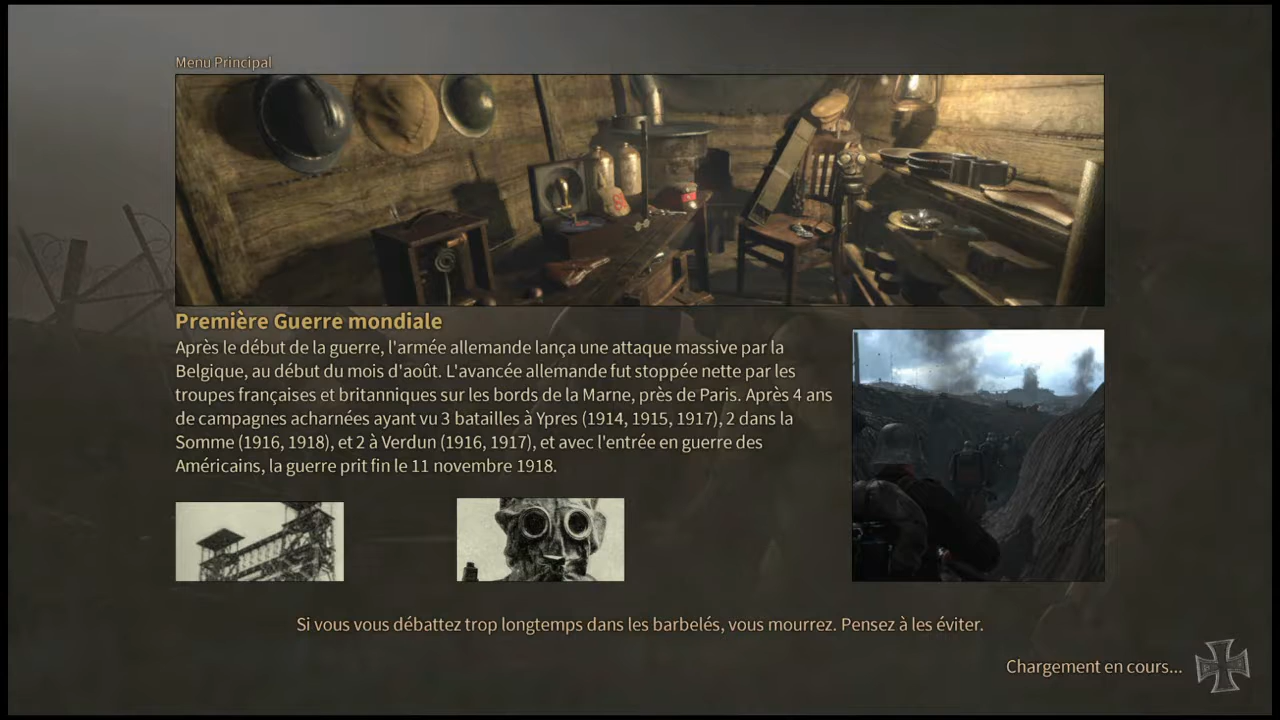 Menu Principal
Première Guerre mondiale
Après le début de la guerre, l'armée allemande lança une attaque massive par la
Belgique, au début du mois d'août. L'avancée allemande fut stoppée nette par les
troupes françaises et britanniques sur les bords de la Marne, près de Paris. Après 4 ans
de campagnes acharnées ayant vu 3 batailles à Ypres (1914, 1915, 1917), 2 dans la
Somme (1916, 1918), et 2 à Verdun (1916, 1917), et avec l'entrée en guerre des
Américains, la guerre prit fin le 11 novembre 1918.
Si vous vous débattez trop longtemps dans les barbelés, vous mourrez. Pensez à les éviter.
Chargement en cours...